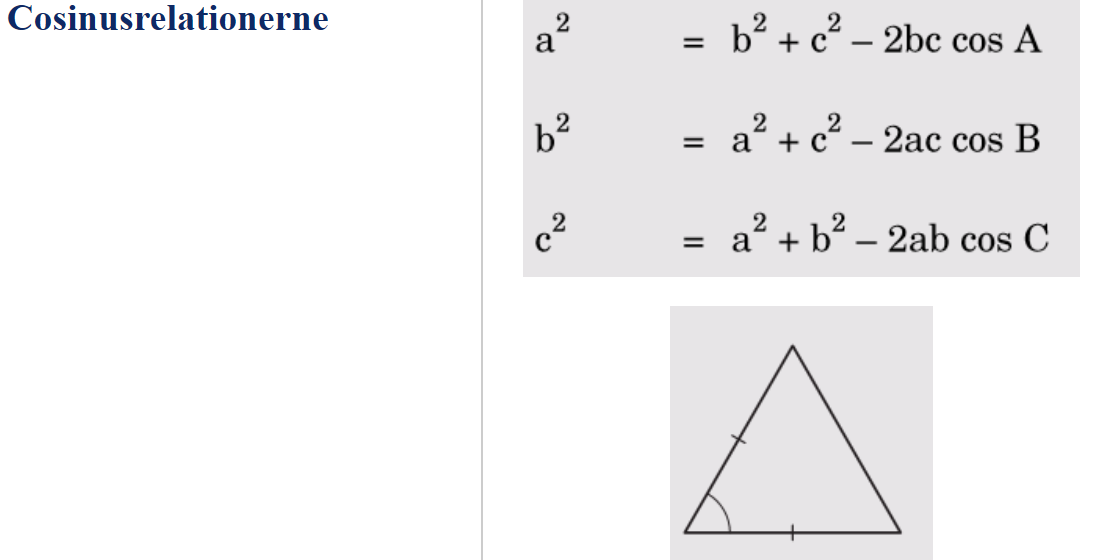 Cosinusrelationerne
a² = b² + c² – 2bc cos A
b² = a² + c² – 2ac cos B
c² = a² + b² – 2ab cos C